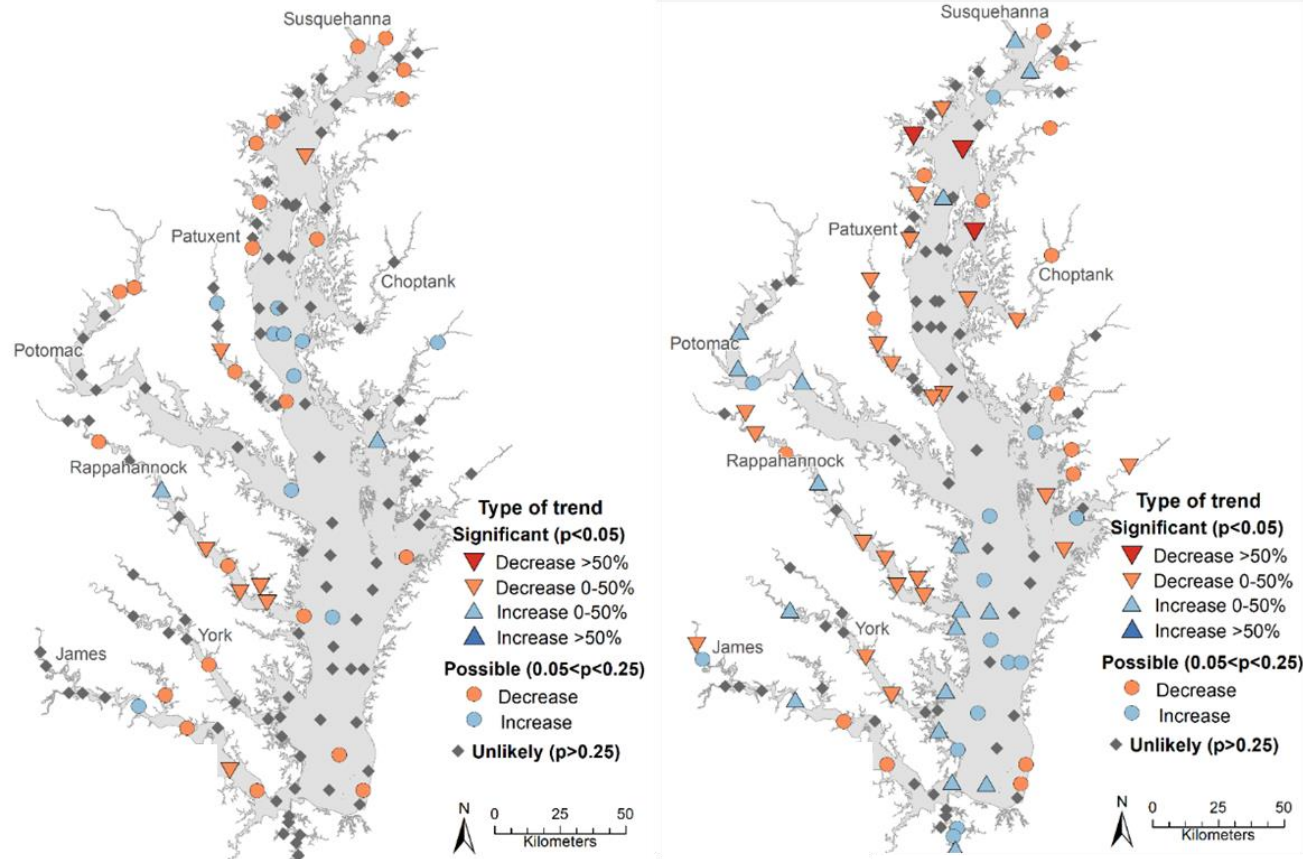 Susquehanna
Patuxent
Choptank
Potomac
Rappahannock
York
James
Type of trend
Significant (p<0.05)
Decrease >50%
Decrease 0-50%
Increase 0-50%
Increase >50%
Possible (0.05<p<0.25)
Decrease
Increase
Unlikely (p>0.25)
N
0 25 50
Kilometers
Susquehanna
Patuxent
Choptank
Potomac
Rappahannock
York
James
Type of trend
Significant (p<0.05)
Decrease >50%
Decrease 0-50%
Increase 0-50%
Increase >50%
Possible (0.05<p<0.25)
Decrease
Increase
Unlikely (p>0.25)
N
0 25 50
Kilometers